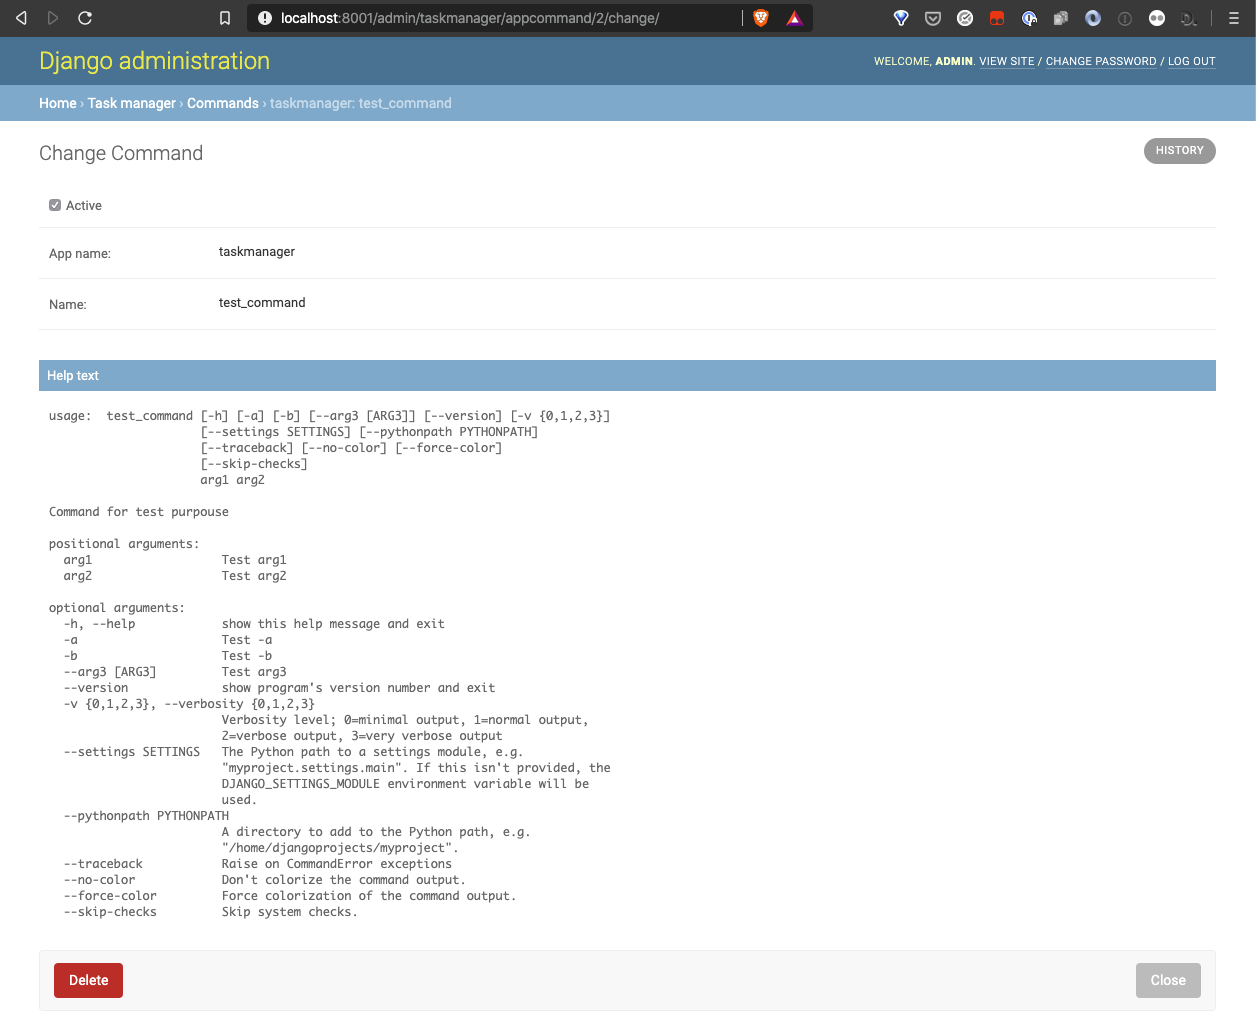 localhost:8001/admin/taskmanager/appcommand/2/change/
Django administration
WELCOME, ADMIN. VIEW SITE / CHANGE PASSWORD / LOG OUT
Home › Task manager › Commands › taskmanager: test_command
Change Command
HISTORY
Active
App name: taskmanager
Name: test_command
Help text
usage:  test_command [-h] [-a] [-b] [--arg3 [ARG3]] [--version] [-v {0,1,2,3}]
[--settings SETTINGS] [--pythonpath PYTHONPATH]
[--traceback] [--no-color] [--force-color]
[--skip-checks]
arg1 arg2
Command for test purpouse
positional arguments:
arg1 Test arg1
arg2 Test arg2
optional arguments:
-h, --help show this help message and exit
-a Test -a
-b Test -b
--arg3 [ARG3] Test arg3
--version show program's version number and exit
-v {0,1,2,3}, --verbosity {0,1,2,3}
Verbosity level; 0=minimal output, 1=normal output,
2=verbose output, 3=very verbose output
--settings SETTINGS The Python path to a settings module, e.g.
"myproject.settings.main". If this isn't provided, the
DJANGO_SETTINGS_MODULE environment variable will be
used.
--pythonpath PYTHONPATH
A directory to add to the Python path, e.g.
"/home/djangoprojects/myproject".
--traceback Raise on CommandError exceptions
--no-color Don't colorize the command output.
--force-color Force colorization of the command output.
--skip-checks Skip system checks.
Delete
Close